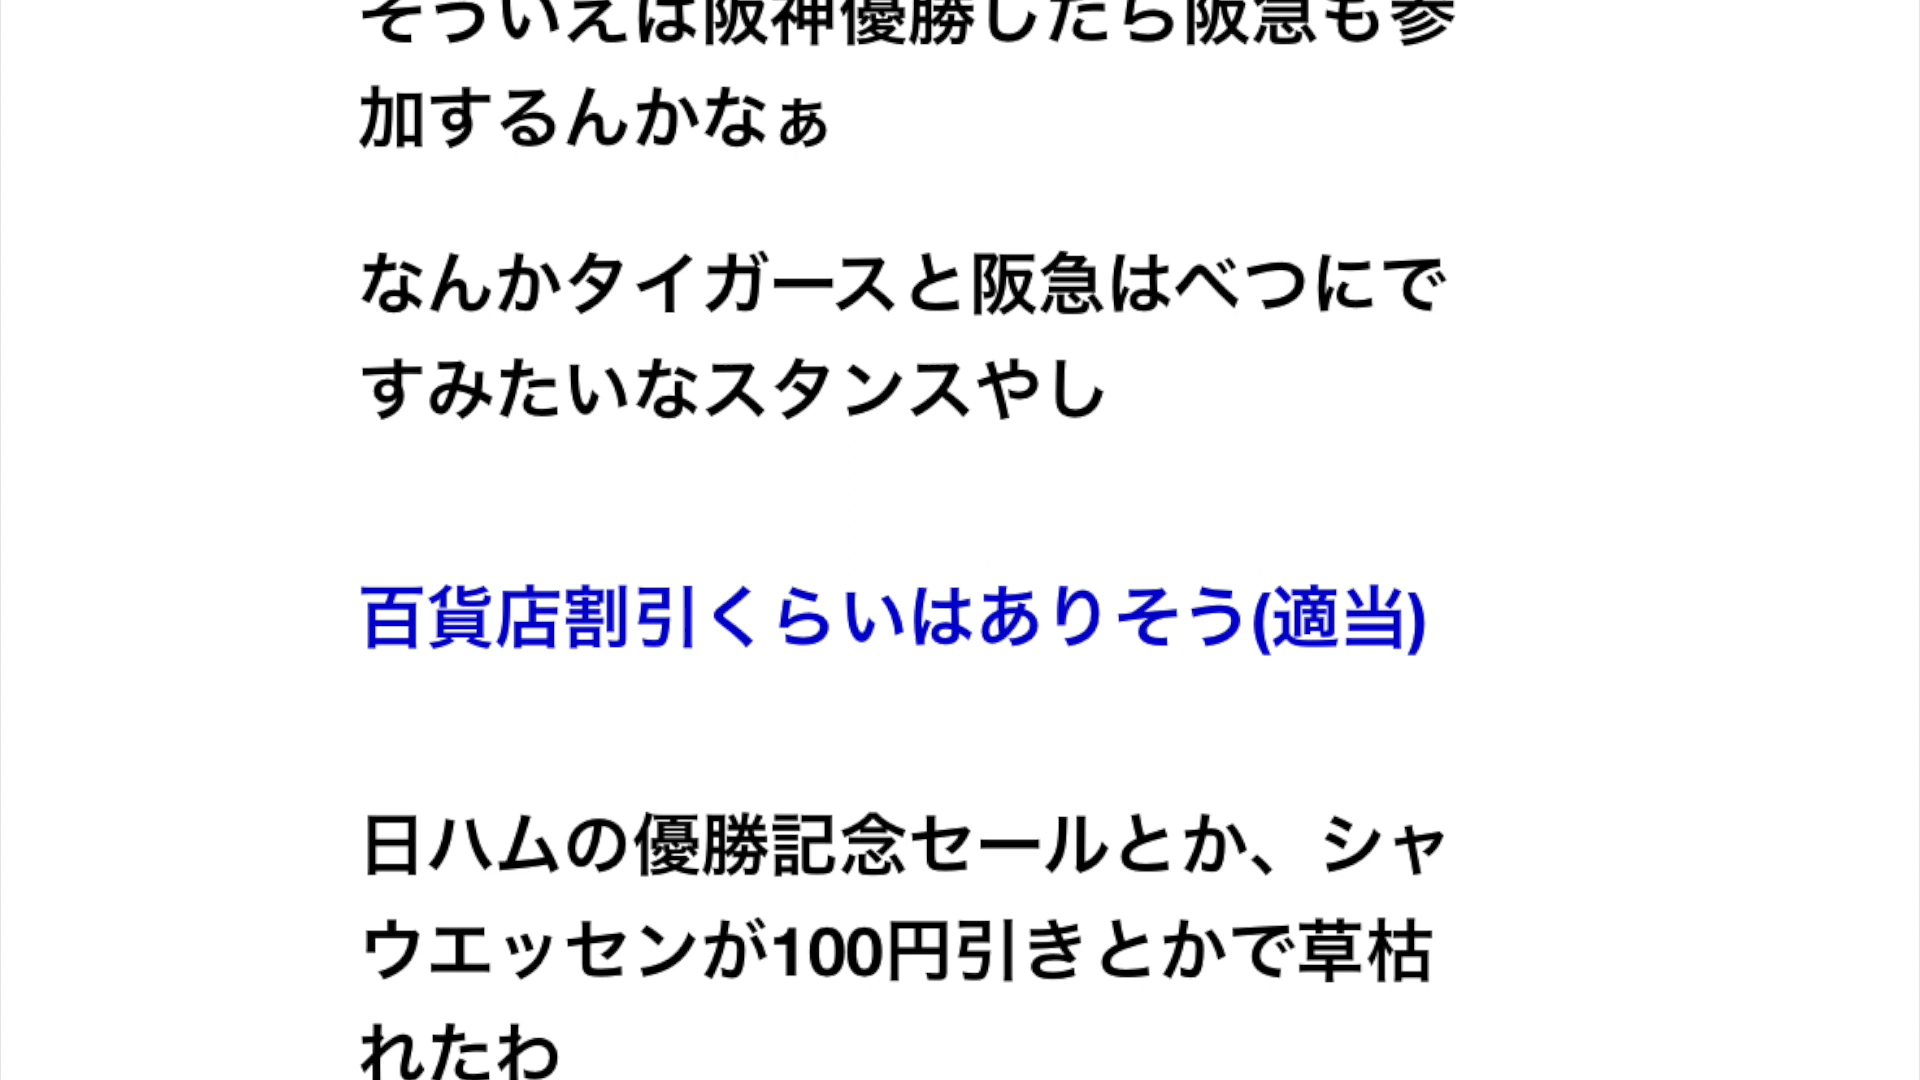 そういえば阪神優勝したら阪急も参
加するんかなぁ
なんかタイガースと阪急はべつにで
すみたいなスタンスやし
百貨店割引くらいはありそう(適当)
日ハムの優勝記念セールとか、シャ
ウエッセンが100円引きとかで草枯
れたわ